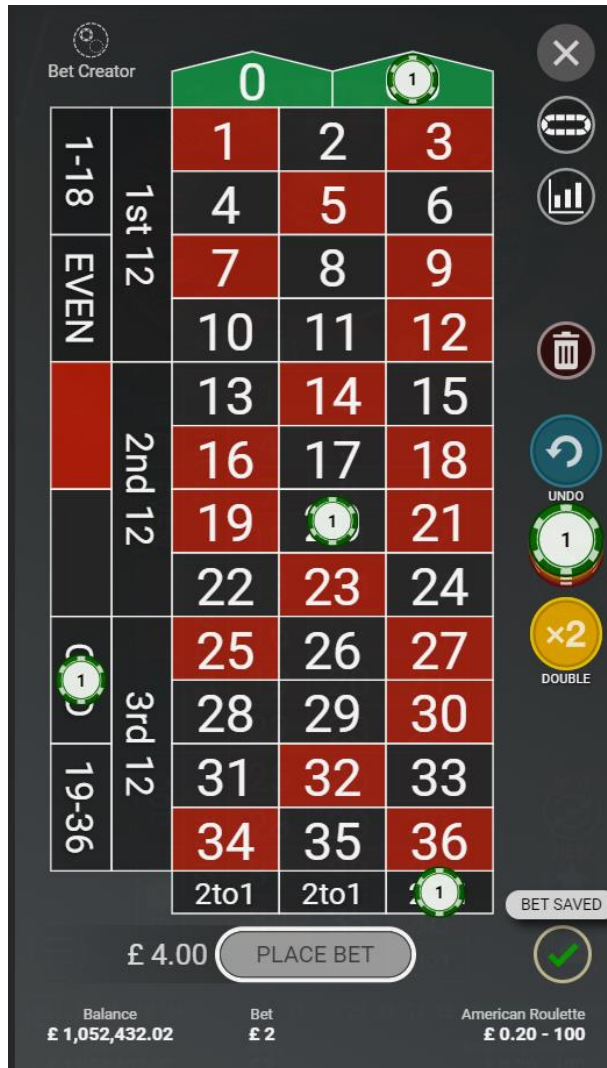 Bet Creator
0
1
1-18
1st 12
1 2 3
4 5 6
EVEN
7 8 9
10 11 12
2nd 12
13 14 15
16 17 18
UNDO
19 1 21
1
22 23 24
×2
DOUBLE
3rd 12
25 26 27
1
28 29 30
19-36
31 32 33
34 35 36
2to1 2to1 1
BET SAVED
£ 4.00 PLACE BET
Balance Bet American Roulette
£ 1,052,432.02 £ 2 £ 0.20 - 100